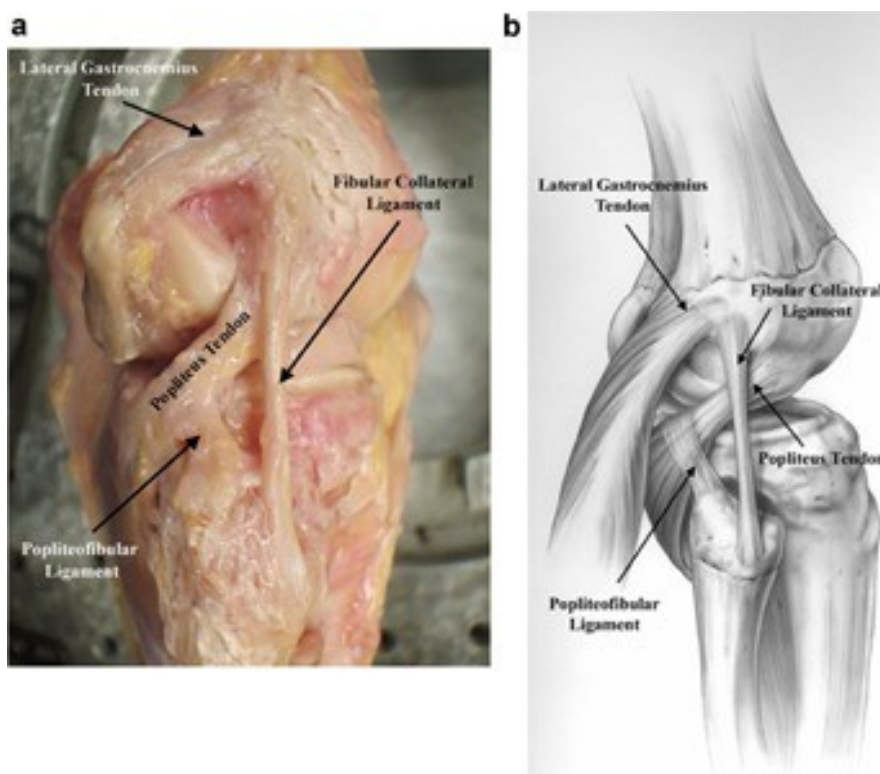 a
Lateral Gastrocnemius
Tendon
Fibular Collateral
Ligament
Popliteus Tendon
Popliteofibular
Ligament
b
Lateral Gastrocnemius
Tendon
Fibular Collateral
Ligament
Popliteus Tendon
Popliteofibular
Ligament